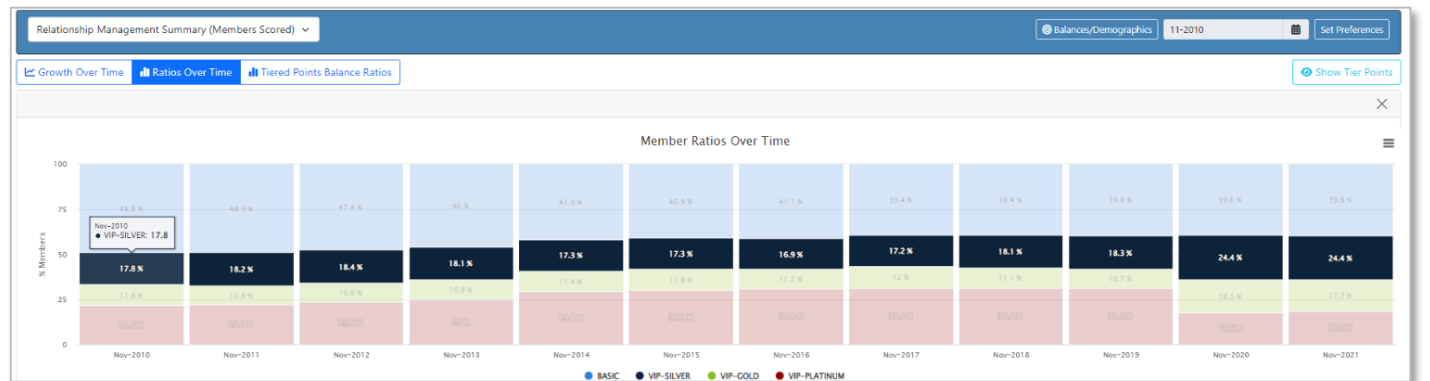 Relationship Management Summary (Members Scored)
Balances/Demographics
11-2010
Set Preferences
Growth Over Time
Ratios Over Time
Tiered Points Balance Ratios
Show Tier Points
Member Ratios Over Time
% Members
100
75
50
25
0
48.8 % 48.9 % 47.4 % 46 % 41.9 % 40.9 % 41.1 % 39.4 % 39.4 % 39.8 % 39.6 % 39.8 %
Nov-2010
● VIP-SILVER: 17.8
17.8 % 18.2 % 18.4 % 18.1 % 17.3 % 17.3 % 16.9 % 17.2 % 18.1 % 18.3 % 24.4 % 24.4 %
11.8 % 10.8 % 10.6 % 10.9 % 11.4 % 11.8 % 11.2 % 12 % 11.1 % 10.7 % 18.5 % 17.7 %
Nov-2010 Nov-2011 Nov-2012 Nov-2013 Nov-2014 Nov-2015 Nov-2016 Nov-2017 Nov-2018 Nov-2019 Nov-2020 Nov-2021
BASIC VIP-SILVER VIP-GOLD VIP-PLATINUM